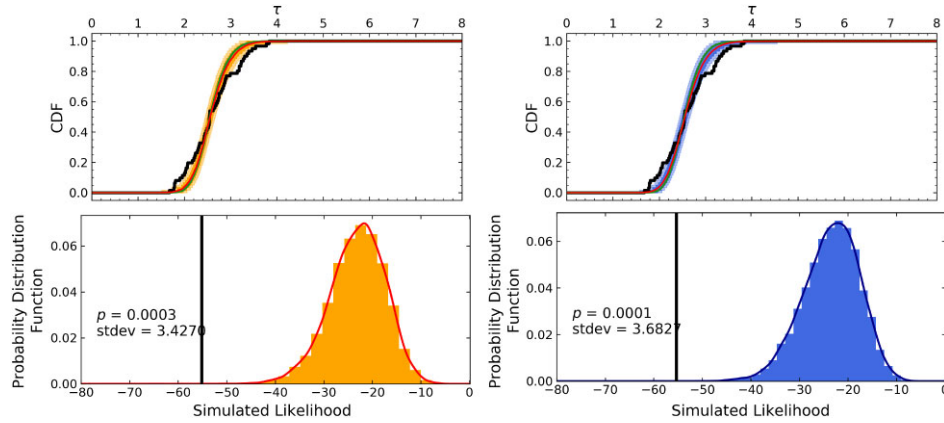 τ
0 1 2 3 4 5 6 7 8
1.0
0.8
0.6
0.4
0.2
0.0
CDF
τ
0 1 2 3 4 5 6 7 8
1.0
0.8
0.6
0.4
0.2
0.0
CDF
Probability Distribution
Function
0.06
0.04
0.02
0.00
p = 0.0003
stdev = 3.4270
−80 −70 −60 −50 −40 −30 −20 −10 0
Simulated Likelihood
Probability Distribution
Function
0.06
0.04
0.02
0.00
p = 0.0001
stdev = 3.6827
−80 −70 −60 −50 −40 −30 −20 −10 0
Simulated Likelihood